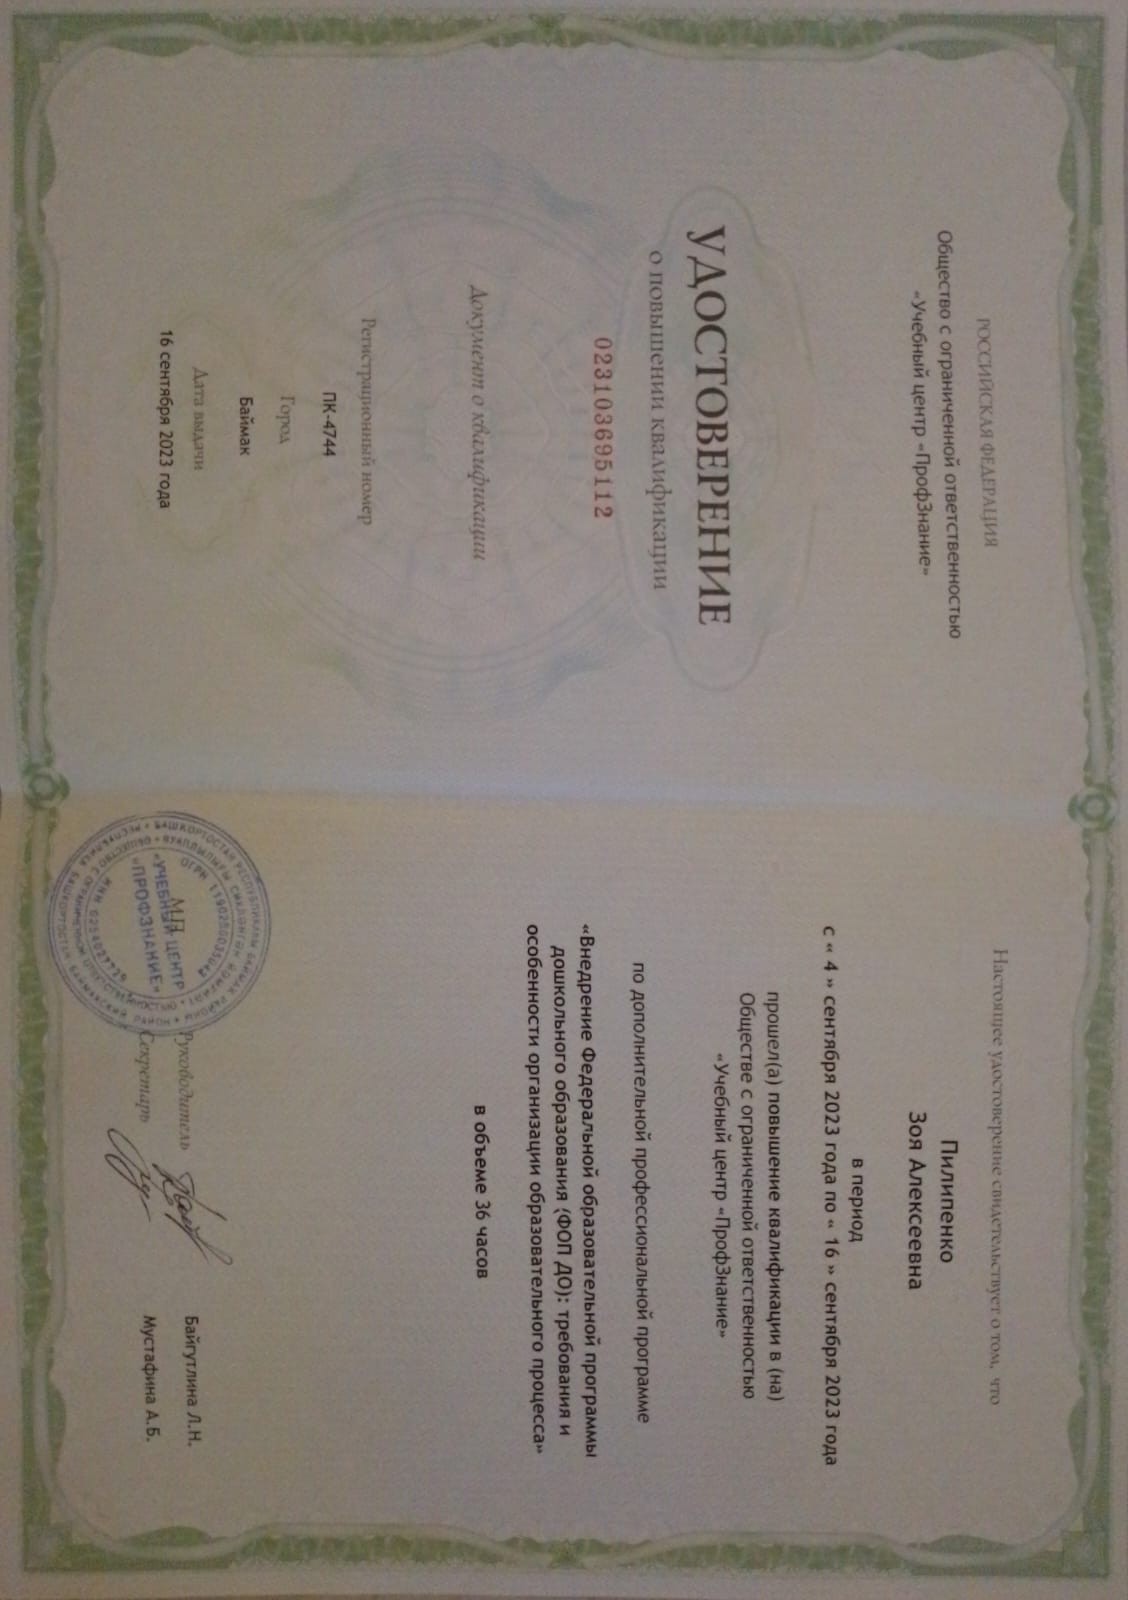 РОССИЙСКАЯ ФЕДЕРАЦИЯ
Общество с ограниченной ответственностью
«Учебный центр «ПрофЗнание»
УДОСТОВЕРЕНИЕ
о повышении квалификации
023103695112
Документ о квалификации
Регистрационный номер
ПК-4744
Город
Баймак
Дата выдачи
16 сентября 2023 года
Настоящее удостоверение свидетельствует о том, что
Пилипенко
Зоя Алексеевна
в период
с « 4 » сентября 2023 года по « 16 » сентября 2023 года
прошел(а) повышение квалификации в (на)
Обществе с ограниченной ответственностью
«Учебный центр «ПрофЗнание»
по дополнительной профессиональной программе
«Внедрение Федеральной образовательной программы
дошкольного образования (ФОП ДО): требования и
особенности организации образовательного процесса»
в объеме 36 часов
М.П.
Руководитель
Байгутлина Л.Н.
Секретарь
Мустафина А.Б.
«УЧЕБНЫЙ ЦЕНТР
«ПРОФЗНАНИЕ»